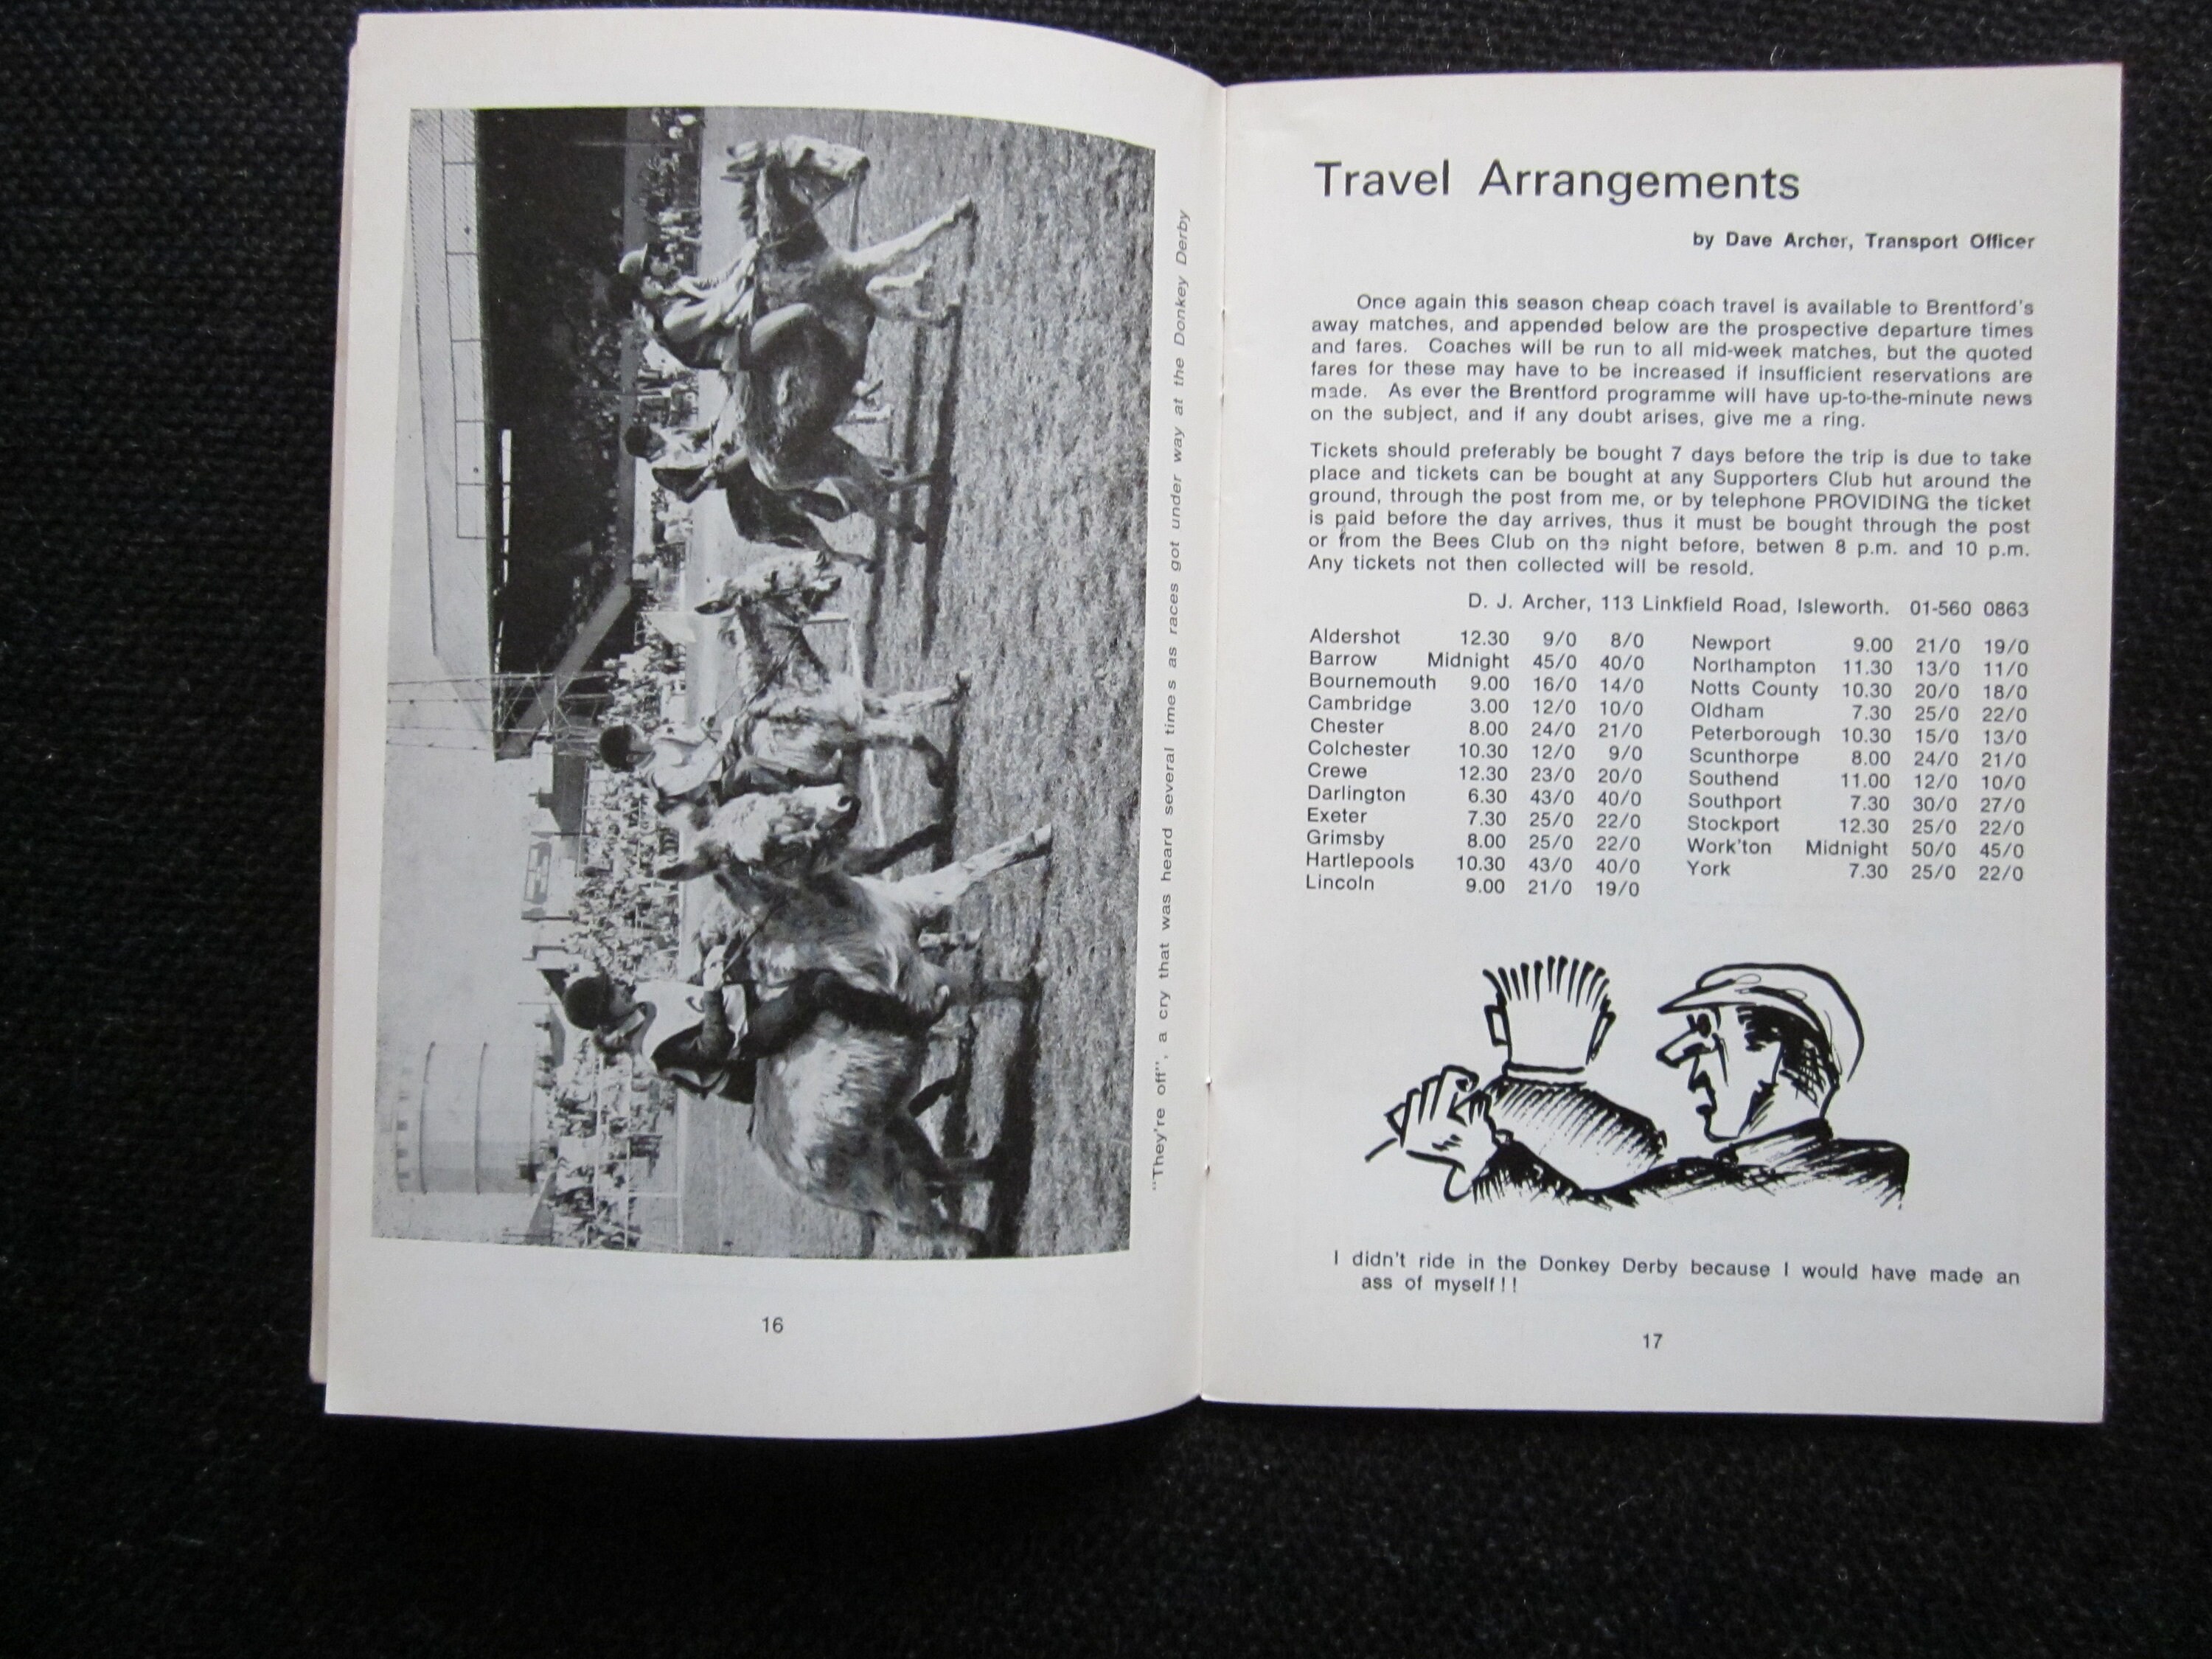 "They're off", a cry that was heard several times as races got under way at the Donkey Derby
16
Travel Arrangements
by Dave Archer, Transport Officer
Once again this season cheap coach travel is available to Brentford's
away matches, and appended below are the prospective departure times
and fares. Coaches will be run to all mid-week matches, but the quoted
fares for these may have to be increased if insufficient reservations are
made. As ever the Brentford programme will have up-to-the-minute news
on the subject, and if any doubt arises, give me a ring.
Tickets should preferably be bought 7 days before the trip is due to take
place and tickets can be bought at any Supporters Club hut around the
ground, through the post from me, or by telephone PROVIDING the ticket
is paid before the day arrives, thus it must be bought through the post
or from the Bees Club on the night before, betwen 8 p.m. and 10 p.m.
Any tickets not then collected will be resold.
D. J. Archer, 113 Linkfield Road, Isleworth. 01-560 0863
Aldershot 12.30 9/0 8/0
Barrow Midnight 45/0 40/0
Bournemouth 9.00 16/0 14/0
Cambridge 3.00 12/0 10/0
Chester 8.00 24/0 21/0
Colchester 10.30 12/0 9/0
Crewe 12.30 23/0 20/0
Darlington 6.30 43/0 40/0
Exeter 7.30 25/0 22/0
Grimsby 8.00 25/0 22/0
Hartlepools 10.30 43/0 40/0
Lincoln 9.00 21/0 19/0
Newport 9.00 21/0 19/0
Northampton 11.30 13/0 11/0
Notts County 10.30 20/0 18/0
Oldham 7.30 25/0 22/0
Peterborough 10.30 15/0 13/0
Scunthorpe 8.00 24/0 21/0
Southend 11.00 12/0 10/0
Southport 7.30 30/0 27/0
Stockport 12.30 25/0 22/0
Work'ton Midnight 50/0 45/0
York 7.30 25/0 22/0
I didn't ride in the Donkey Derby because I would have made an
ass of myself!!
17